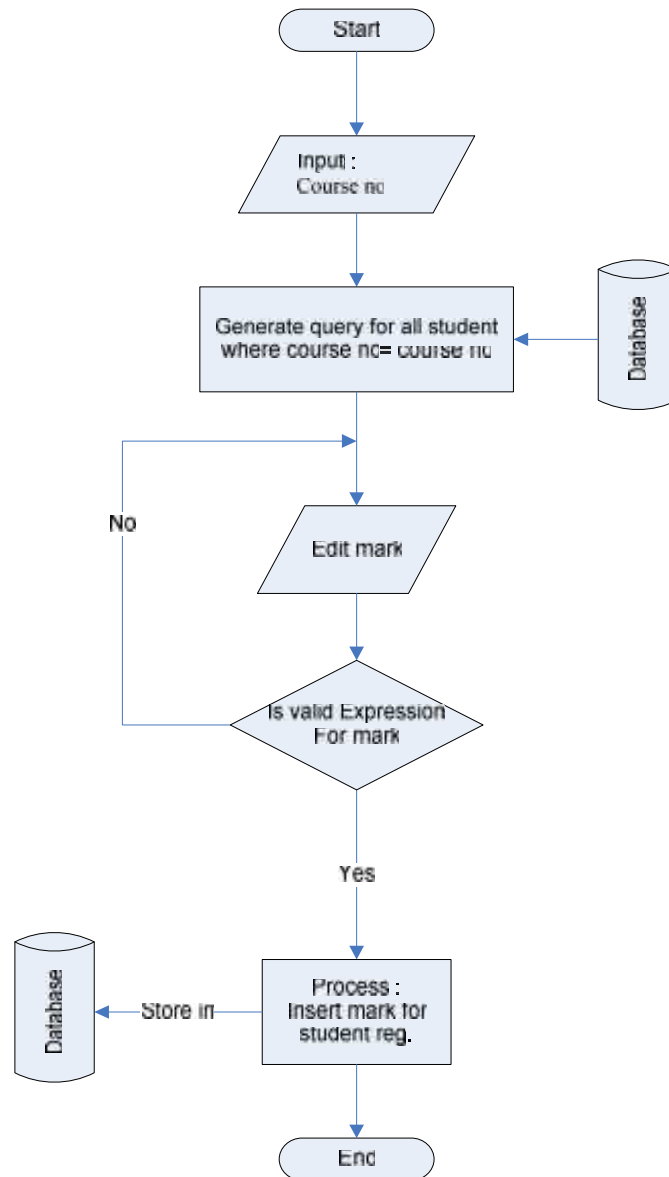 Start
Input :
Course no
Generate query for all student
where course no= course no
Database
No
Edit mark
Is valid Expression
For mark
Yes
Database
Store in
Process :
Insert mark for
student reg.
End